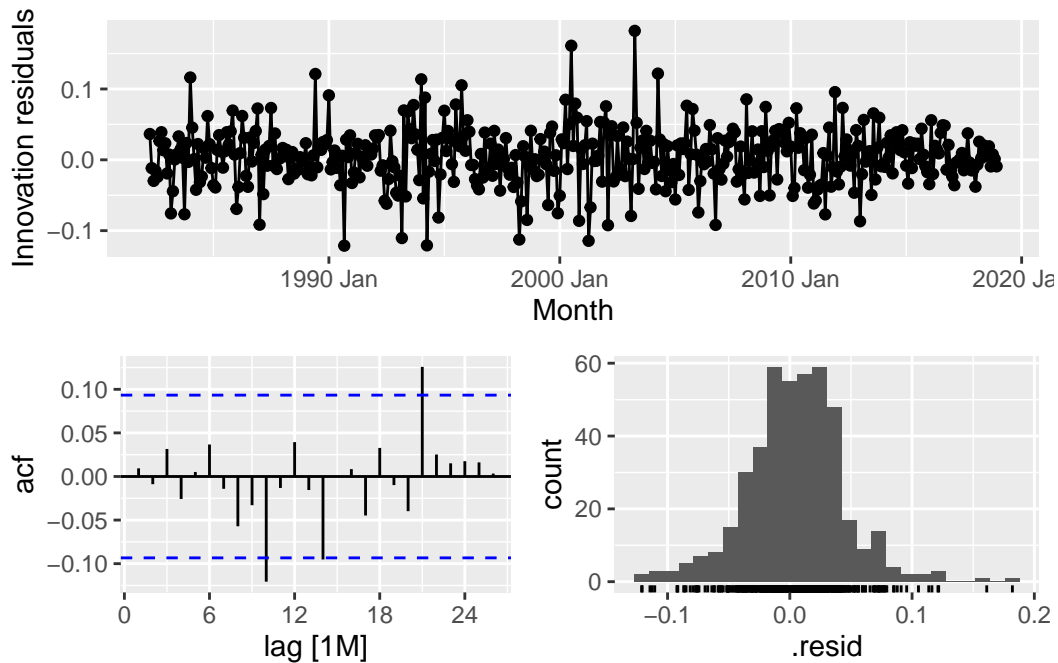 Innovation residuals
0.1
0.0
−0.1
1990 Jan
2000 Jan
2010 Jan
2020 Ja
Month
acf
0.10
0.05
0.00
−0.05
−0.10
0
6
12
18
24
lag [1M]
count
60
40
20
0
−0.1
0.0
0.1
0.2
.resid